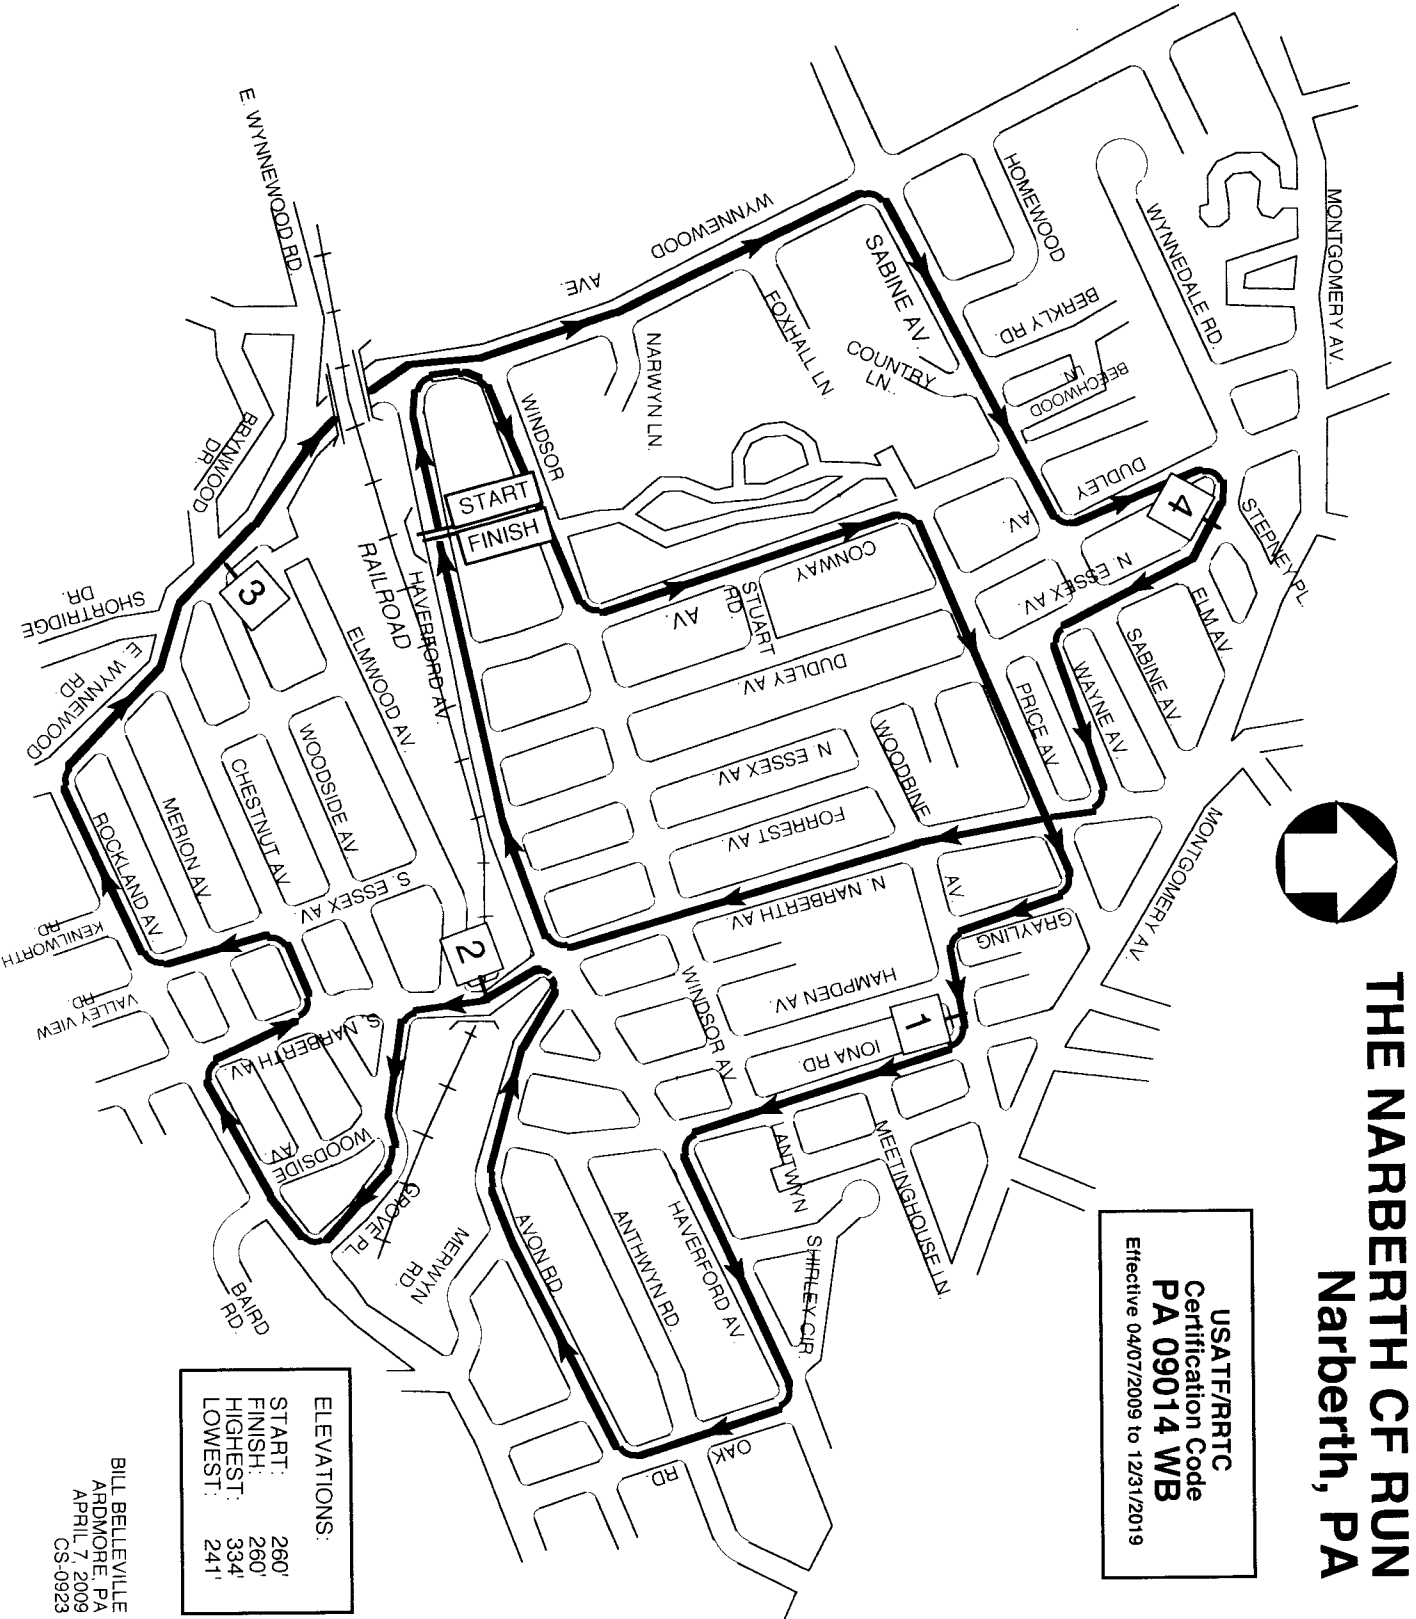 THE NARBERTH CF RUN
Narberth, PA
USATF/RRTC
Certification Code
PA 09014 WB
Effective 04/07/2009 to 12/31/2019
MONTGOMERY AV.
WYNNEDALE RD.
HOMEWOOD
BERKLY RD.
BEECHWOOD
LN
DUDLEY
AV.
STEPNEY PL
ELM AV.
SABINE AV.
WAYNE AV.
PRICE AV.
N. ESSEX AV.
4
MONTGOMERY AV.
SABINE AV.
COUNTRY
LN.
FOXHALL LN
NARWYN LN.
WYNNEWOOD
AVE.
WINDSOR
AV.
CONWAY
STUART
RD.
DUDLEY AV.
N. ESSEX AV.
WOODBINE
AV.
FORREST AV.
N. NARBERTH AV.
GRAYLING
HAMPDEN AV.
WINDSOR AV.
IONA RD.
1
MEETINGHOUSE LN.
ANTWYN
SHIRLEY CIR.
HAVERFORD AV.
ANTHWYN RD.
AVON RD.
OAK
RD.
MERWYN
RD.
START
FINISH
E. WYNNEWOOD RD.
RAILROAD
HAVERFORD AV.
ELMWOOD AV.
WOODSIDE AV.
CHESTNUT AV.
MERION AV.
ROCKLAND AV.
S. ESSEX AV
2
S. NARBERTH AV.
WOODSIDE
AV
GROVE PL.
BAIRD
RD.
BRYNWOOD
DR.
3
SHORTRIDGE
DR.
E. WYNNEWOOD
RD.
KENILWORTH
RD.
VALLEY VIEW
RD.
ELEVATIONS:
START: 260'
FINISH: 260'
HIGHEST: 334'
LOWEST: 241'
BILL BELLEVILLE
ARDMORE, PA
APRIL 7, 2009
CS-0923